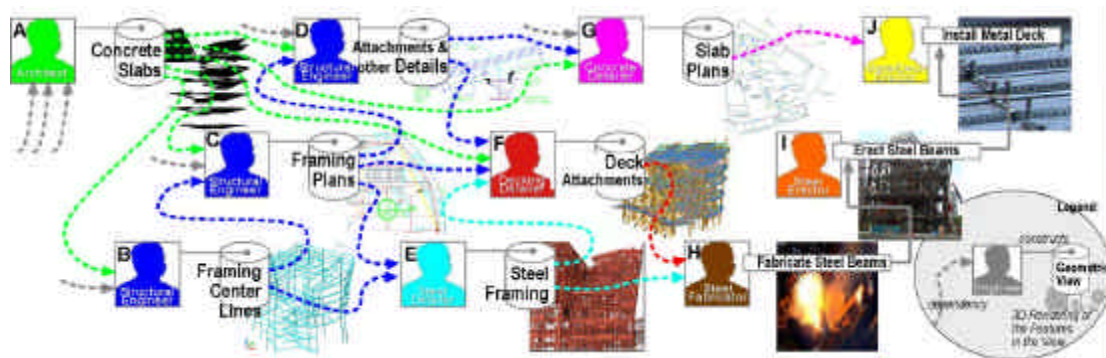 A
Architect
Concrete
Slabs
D
Structural Engineer
Attachments &
other Details
G
Concrete
Detailer
Slab
Plans
J
Install Metal Deck
C
Structural
Engineer
Framing
Plans
F
Decking
Detailer
Deck
Attachments
I
Steel
Erector
Erect Steel Beams
B
Structural
Engineer
Framing
Center
Lines
E
Steel
Detailer
Steel
Framing
H
Steel
Fabricator
Fabricate Steel Beams
Legend:
constructs
Geometric
View
dependency
3D Rendering of
the Features
in the View